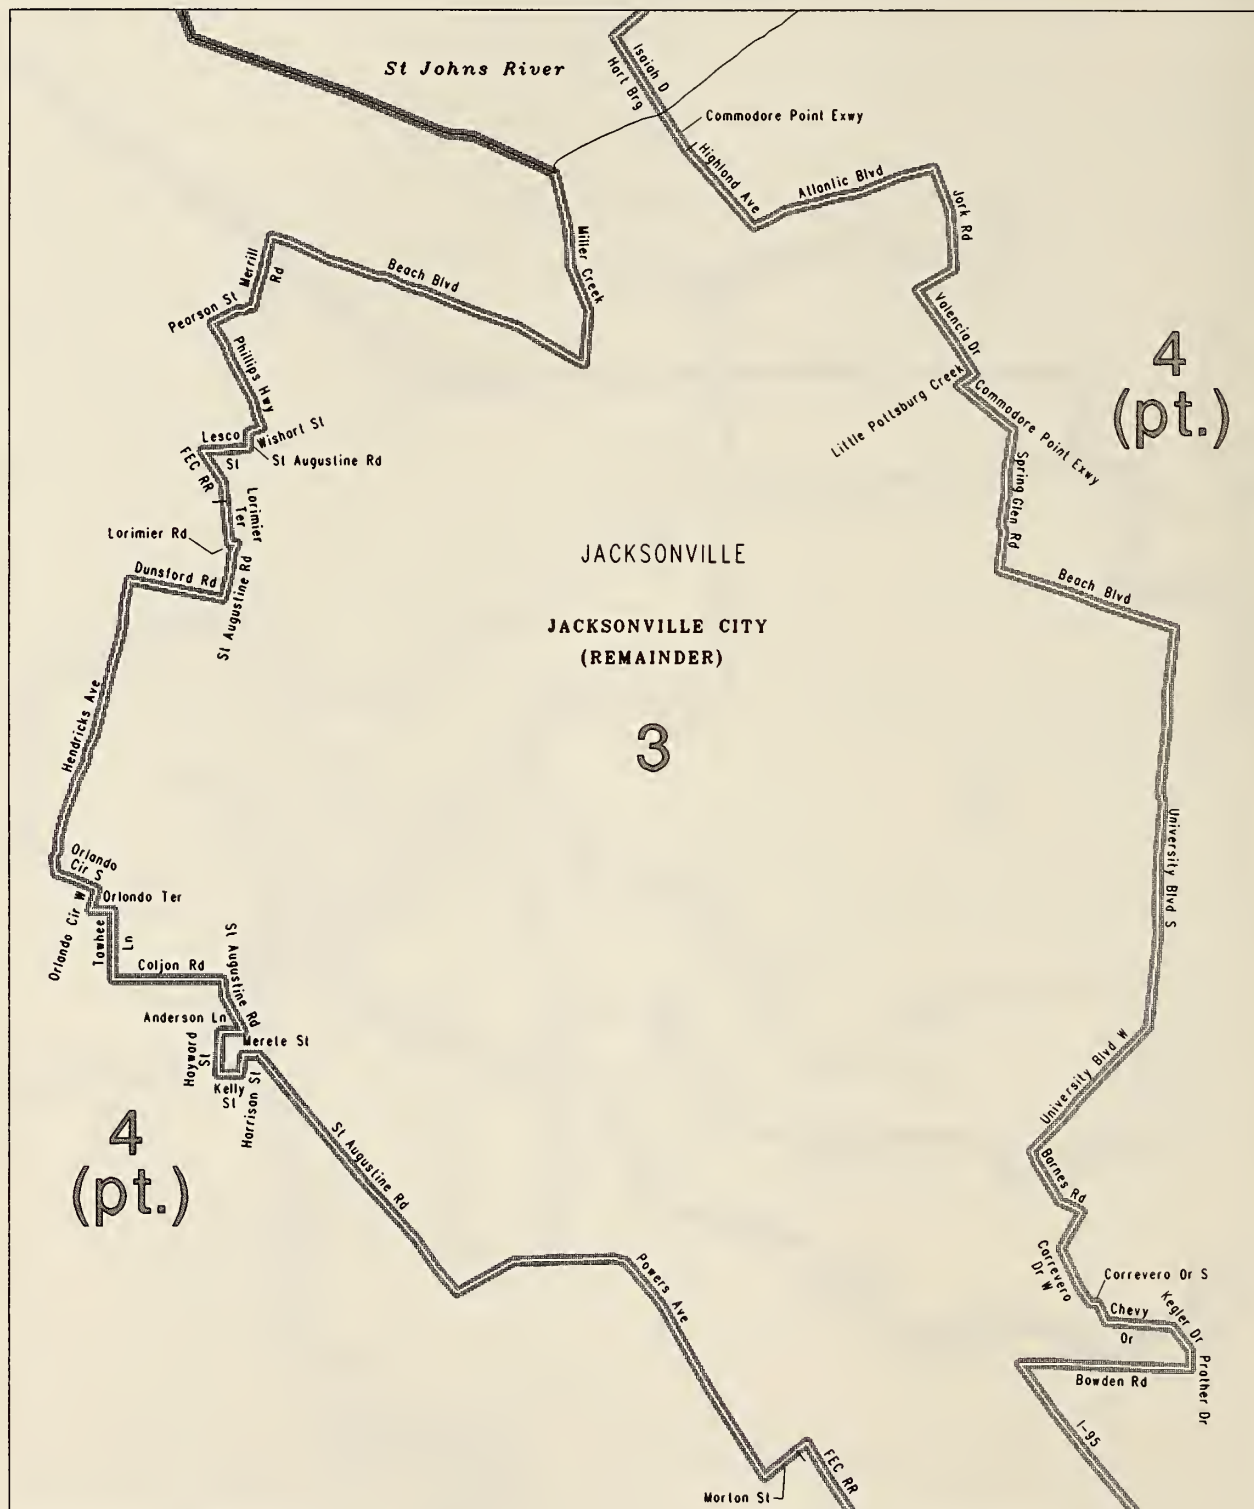 St Johns River
Isaiah D
Hart Brg
Commodore Point Exwy
Highland Ave
Atlantic Blvd
Jork Rd
Miller Creek
Merrill
Rd
Beach Blvd
Pearson St
Valencia Dr
Phillips Hwy
4
(pt.)
Little Pottsburg Creek
Commodore Point Exwy
Lesco
St
Wishart St
St Augustine Rd
FEC RR
Spring Glen Rd
Lorimier
Ter
Lorimier Rd
JACKSONVILLE
Dunsford Rd
St Augustine Rd
Beach Blvd
JACKSONVILLE CITY
(REMAINDER)
Hendricks Ave
3
University Blvd S
Orlando
Cir S
Orlando Ter
Orlando Cir W
Towhee
Ln
St Augustine Rd
Coljon Rd
Anderson Ln
Merete St
Hayward
St
Kelly
St
Harrison St
University Blvd W
4
(pt.)
St Augustine Rd
Barnes Rd
Powers Ave
Correvero
Dr W
Correvero Dr S
Chevy
Dr
Kegler Dr
Bowden Rd
Prather Dr
I-95
FEC RR
Morton St